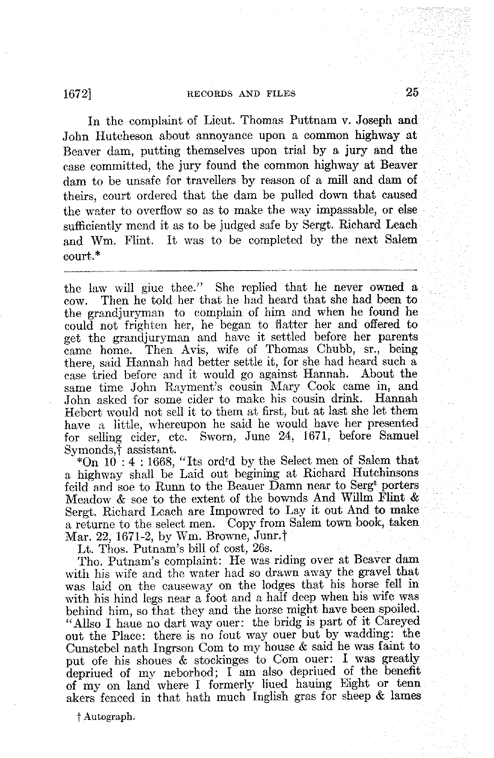 1672] RECORDS AND FILES 25
In the complaint of Lieut. Thomas Puttnam v. Joseph and
John Hutcheson about annoyance upon a common highway at
Beaver dam, putting themselves upon trial by a jury and the
case committed, the jury found the common highway at Beaver
dam to be unsafe for travellers by reason of a mill and dam of
theirs, court ordered that the dam be pulled down that caused
the water to overflow so as to make the way impassable, or else
sufficiently mend it as to be judged safe by Sergt. Richard Leach
and Wm. Flint. It was to be completed by the next Salem
court.*
the law will giue thee." She replied that he never owned a
cow. Then he told her that he had heard that she had been to
the grandjuryman to complain of him and when he found he
could not frighten her, he began to flatter her and offered to
get the grandjuryman and have it settled before her parents
came home. Then Avis, wife of Thomas Chubb, sr., being
there, said Hannah had better settle it, for she had heard such a
case tried before and it would go against Hannah. About the
same time John Rayment's cousin Mary Cook came in, and
John asked for some cider to make his cousin drink. Hannah
Hebert would not sell it to them at first, but at last she let them
have a little, whereupon he said he would have her presented
for selling cider, etc. Sworn, June 24, 1671, before Samuel
Symonds,† assistant.
*On 10 : 4 : 1668, "Its ord'd by the Select men of Salem that
a highway shall be Laid out begining at Richard Hutchinsons
feild and soe to Runn to the Beauer Damn near to Sergt porters
Meadow & soe to the extent of the bownds And Willm Flint &
Sergt. Richard Leach are Impowred to Lay it out And to make
a returne to the select men. Copy from Salem town book, taken
Mar. 22, 1671-2, by Wm. Browne, Junr.†
Lt. Thos. Putnam's bill of cost, 26s.
Tho. Putnam's complaint: He was riding over at Beaver dam
with his wife and the water had so drawn away the gravel that
was laid on the causeway on the lodges that his horse fell in
with his hind legs near a foot and a half deep when his wife was
behind him, so that they and the horse might have been spoiled.
"Allso I haue no dart way ouer: the bridg is part of it Careyed
out the Place: there is no fout way ouer but by wadding: the
Cunstebel nath Ingrson Com to my house & said he was faint to
put ofe his shoues & stockinges to Com ouer: I was greatly
depriued of my neborhod; I am also depriued of the benefit
of my on land where I formerly liued hauing Eight or tenn
akers fenced in that hath much Inglish gras for sheep & lames
† Autograph.